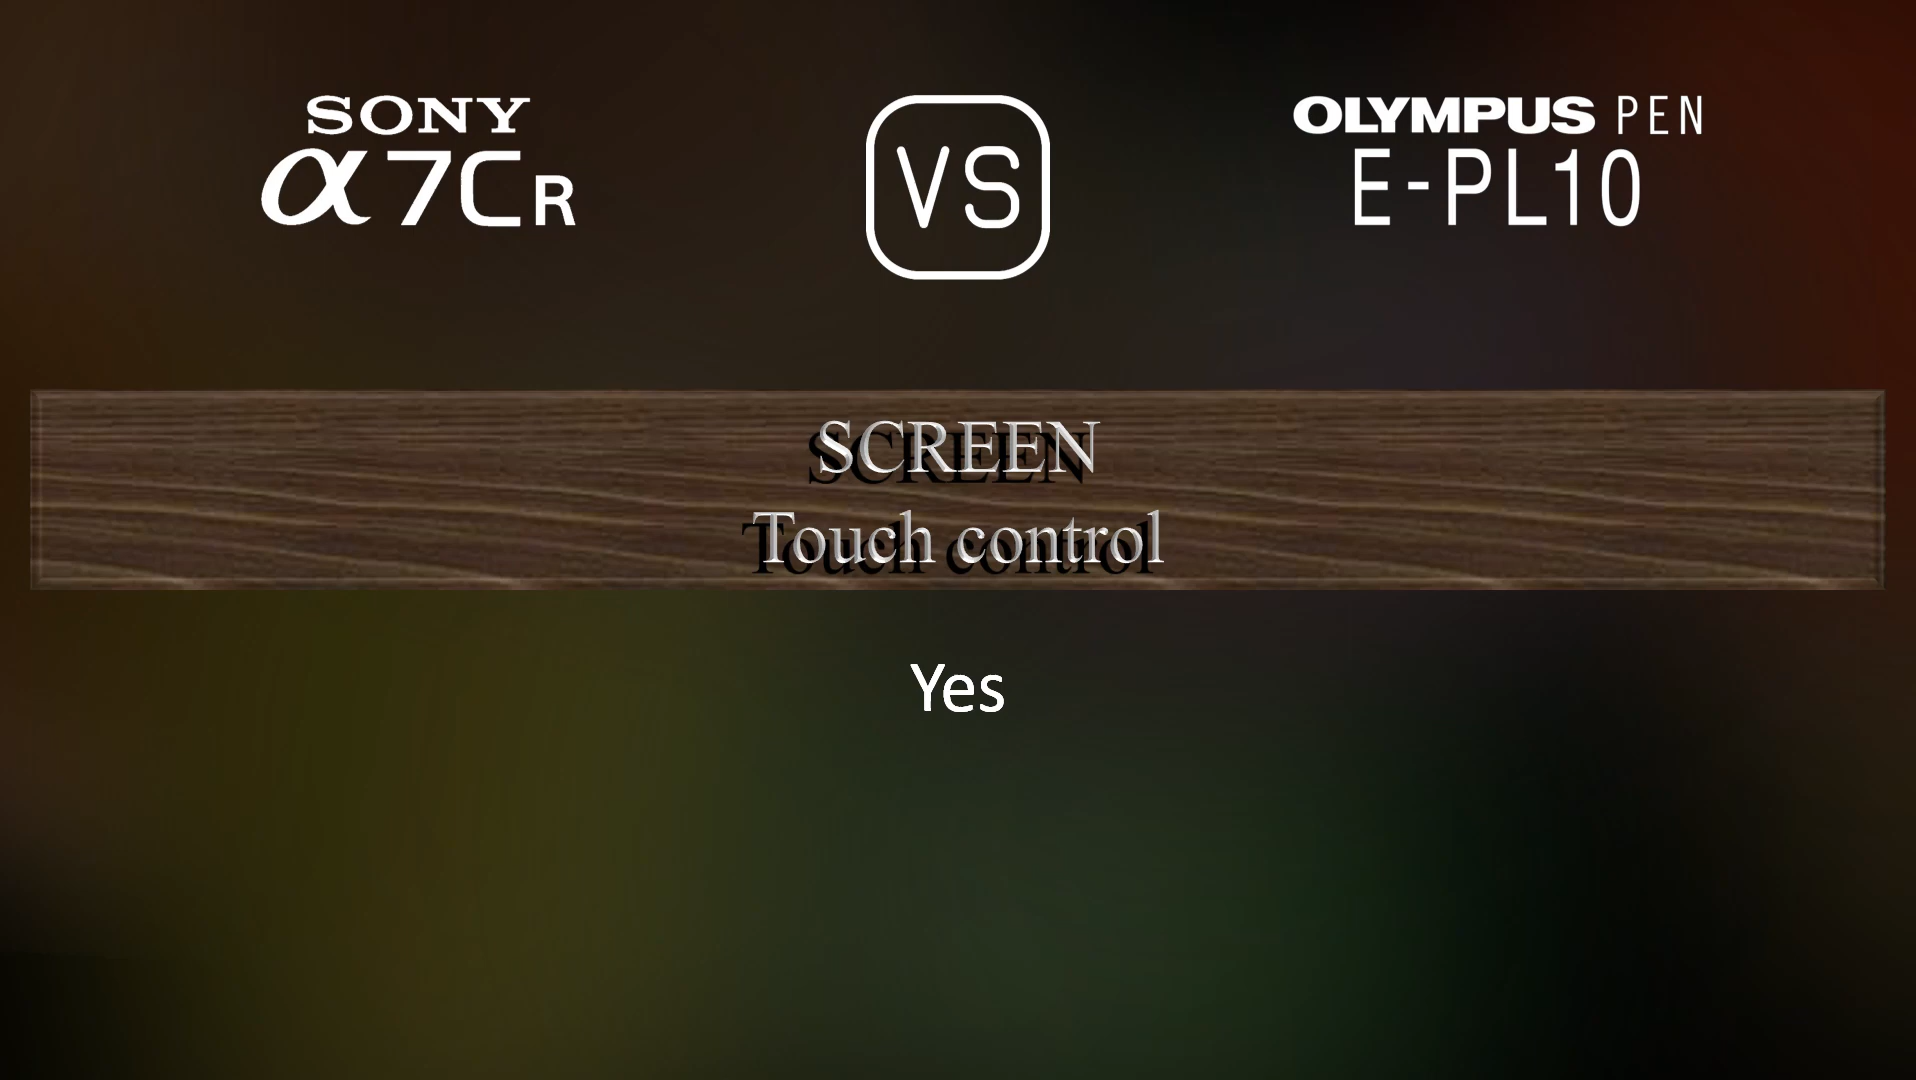 SONY
α7CR
VS
OLYMPUS PEN
E-PL10
SCREEN
Touch control
Yes